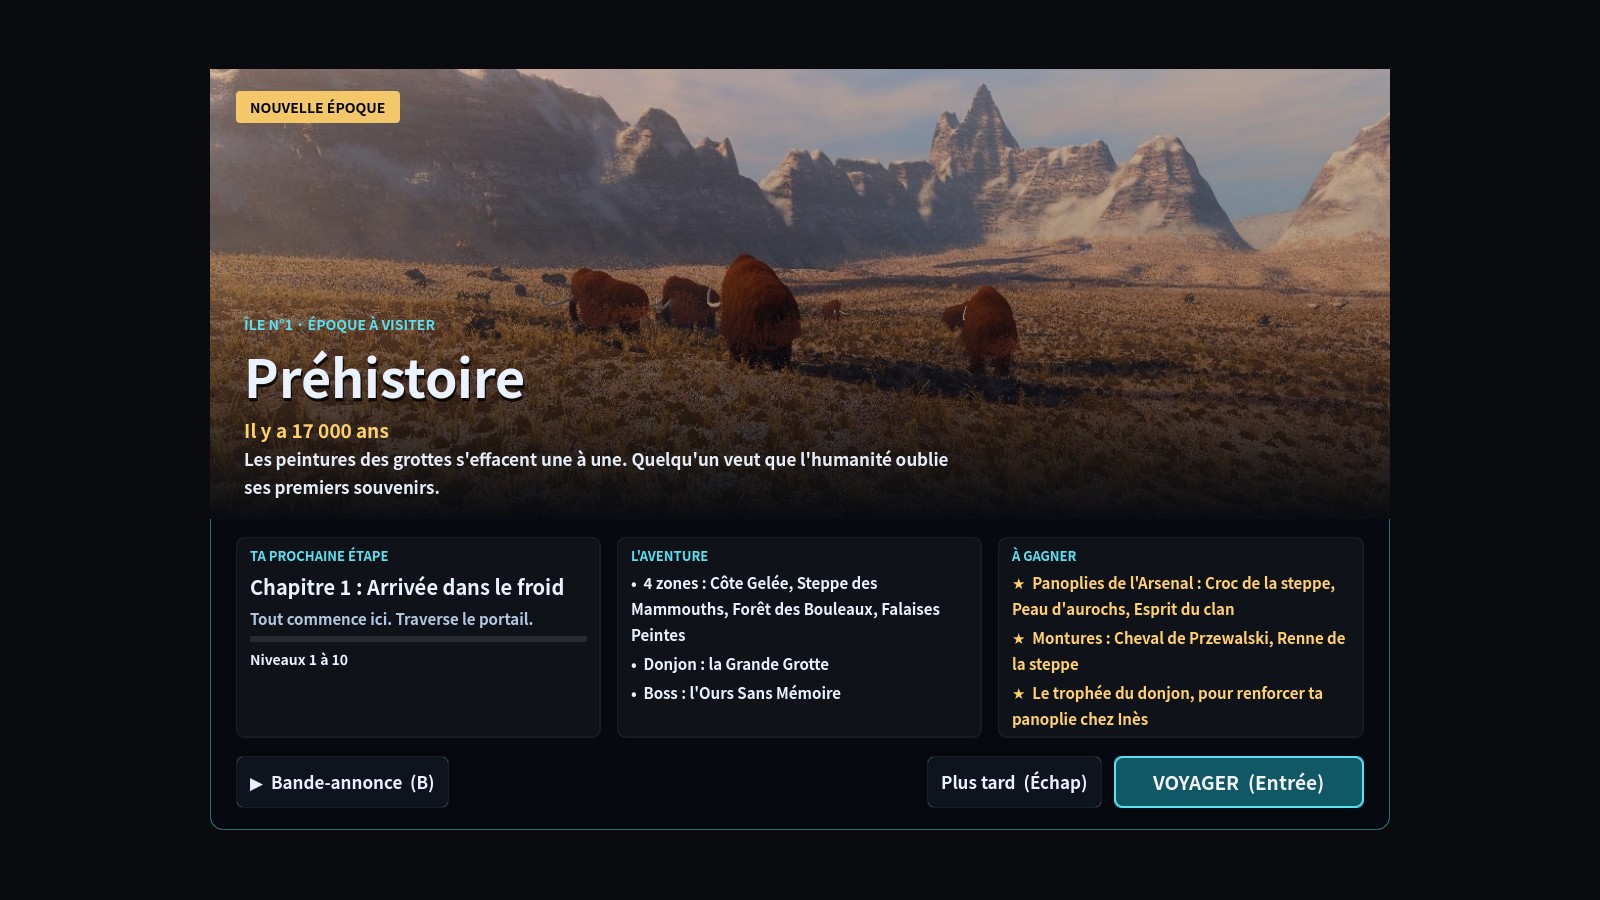 NOUVELLE ÉPOQUE
ÎLE N°1 · ÉPOQUE À VISITER
Préhistoire
Il y a 17 000 ans
Les peintures des grottes s'effacent une à une. Quelqu'un veut que l'humanité oublie
ses premiers souvenirs.
TA PROCHAINE ÉTAPE
Chapitre 1 : Arrivée dans le froid
Tout commence ici. Traverse le portail.
Niveaux 1 à 10
L'AVENTURE
• 4 zones : Côte Gelée, Steppe des
Mammouths, Forêt des Bouleaux, Falaises
Peintes
• Donjon : la Grande Grotte
• Boss : l'Ours Sans Mémoire
À GAGNER
★ Panoplies de l'Arsenal : Croc de la steppe,
Peau d'aurochs, Esprit du clan
★ Montures : Cheval de Przewalski, Renne de
la steppe
★ Le trophée du donjon, pour renforcer ta
panoplie chez Inès
▶ Bande-annonce (B)
Plus tard (Échap)
VOYAGER (Entrée)